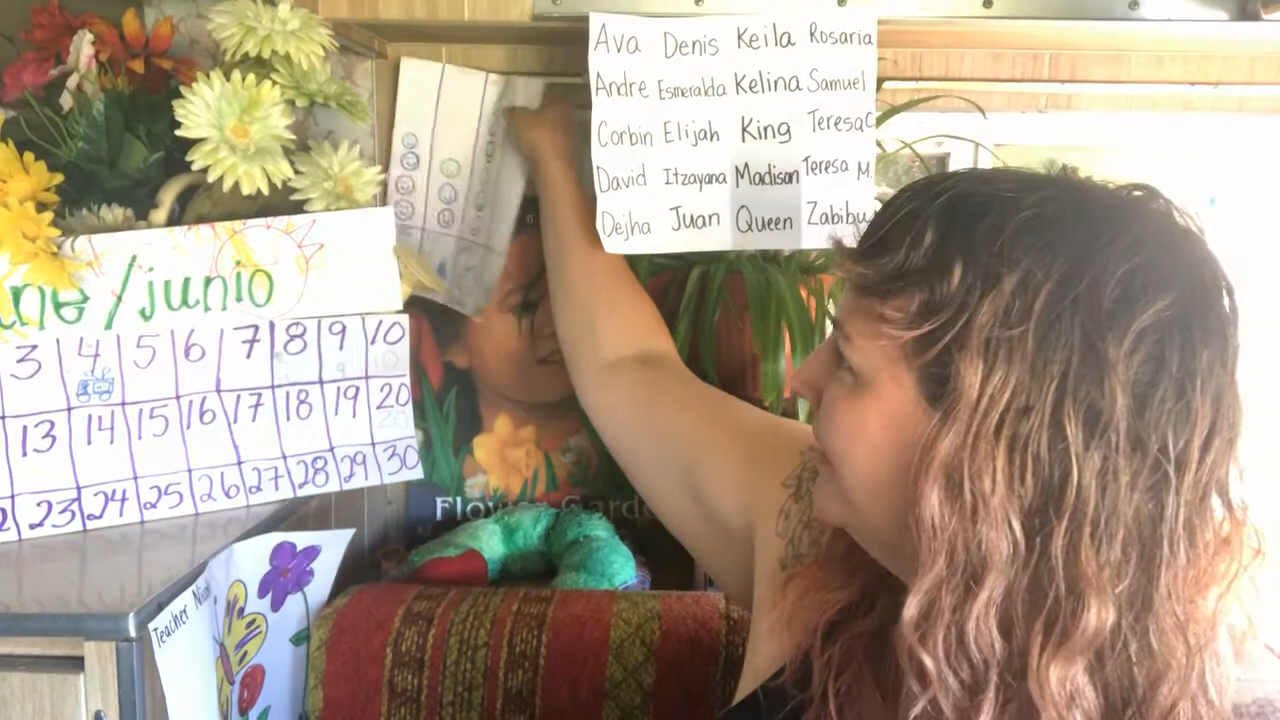 Ava Denis Keila Rosaria
Andre Esmeralda Kelina Samuel
Corbin Elijah King Teresa C
David Itzayana Madison Teresa M.
Dejha Juan Queen Zabibu
/junio
3 4 5 6 7 8 9 10
13 14 15 16 17 18 19 20
23 24 25 26 27 28 29 30
Flower Garde
Teacher